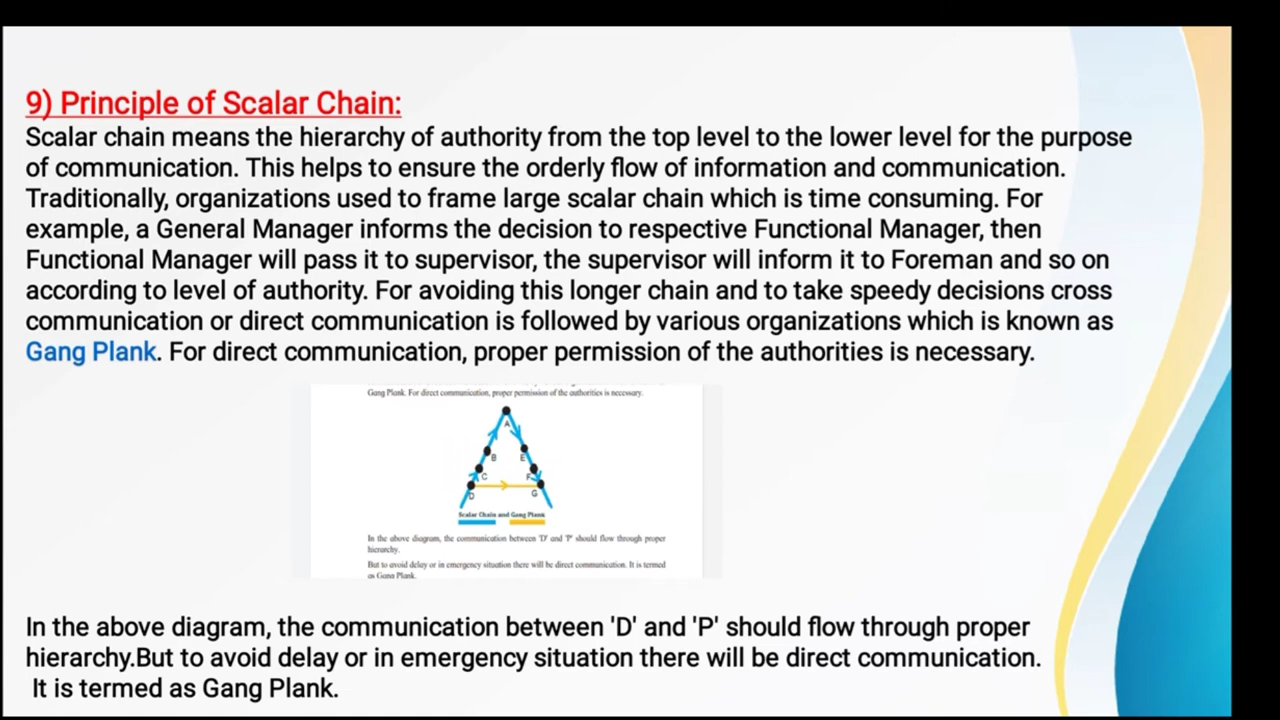 9) Principle of Scalar Chain:
Scalar chain means the hierarchy of authority from the top level to the lower level for the purpose
of communication. This helps to ensure the orderly flow of information and communication.
Traditionally, organizations used to frame large scalar chain which is time consuming. For
example, a General Manager informs the decision to respective Functional Manager, then
Functional Manager will pass it to supervisor, the supervisor will inform it to Foreman and so on
according to level of authority. For avoiding this longer chain and to take speedy decisions cross
communication or direct communication is followed by various organizations which is known as
Gang Plank. For direct communication, proper permission of the authorities is necessary.
Gang Plank. For direct communication, proper permission of the authorities is necessary.
A
B E
C F
D G
Scalar Chain and Gang Plank
In the above diagram, the communication between 'D' and 'P' should flow through proper
hierarchy.
But to avoid delay or in emergency situation there will be direct communication. It is termed
as Gang Plank.
In the above diagram, the communication between 'D' and 'P' should flow through proper
hierarchy.But to avoid delay or in emergency situation there will be direct communication.
It is termed as Gang Plank.